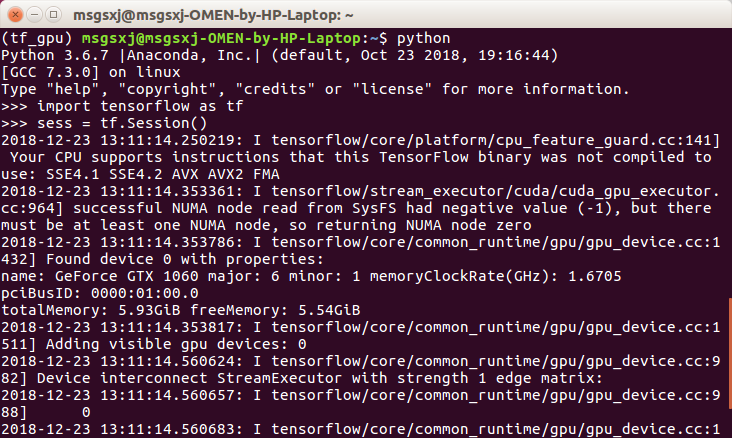 msgsxj@msgsxj-OMEN-by-HP-Laptop: ~
(tf_gpu) msgsxj@msgsxj-OMEN-by-HP-Laptop:~$ python
Python 3.6.7 |Anaconda, Inc.| (default, Oct 23 2018, 19:16:44)
[GCC 7.3.0] on linux
Type "help", "copyright", "credits" or "license" for more information.
>>> import tensorflow as tf
>>> sess = tf.Session()
2018-12-23 13:11:14.250219: I tensorflow/core/platform/cpu_feature_guard.cc:141]
 Your CPU supports instructions that this TensorFlow binary was not compiled to
use: SSE4.1 SSE4.2 AVX AVX2 FMA
2018-12-23 13:11:14.353361: I tensorflow/stream_executor/cuda/cuda_gpu_executor.
cc:964] successful NUMA node read from SysFS had negative value (-1), but there
must be at least one NUMA node, so returning NUMA node zero
2018-12-23 13:11:14.353786: I tensorflow/core/common_runtime/gpu/gpu_device.cc:1
432] Found device 0 with properties:
name: GeForce GTX 1060 major: 6 minor: 1 memoryClockRate(GHz): 1.6705
pciBusID: 0000:01:00.0
totalMemory: 5.93GiB freeMemory: 5.54GiB
2018-12-23 13:11:14.353817: I tensorflow/core/common_runtime/gpu/gpu_device.cc:1
511] Adding visible gpu devices: 0
2018-12-23 13:11:14.560624: I tensorflow/core/common_runtime/gpu/gpu_device.cc:9
82] Device interconnect StreamExecutor with strength 1 edge matrix:
2018-12-23 13:11:14.560657: I tensorflow/core/common_runtime/gpu/gpu_device.cc:9
88]      0
2018-12-23 13:11:14.560683: I tensorflow/core/common_runtime/gpu/gpu_device.cc:1